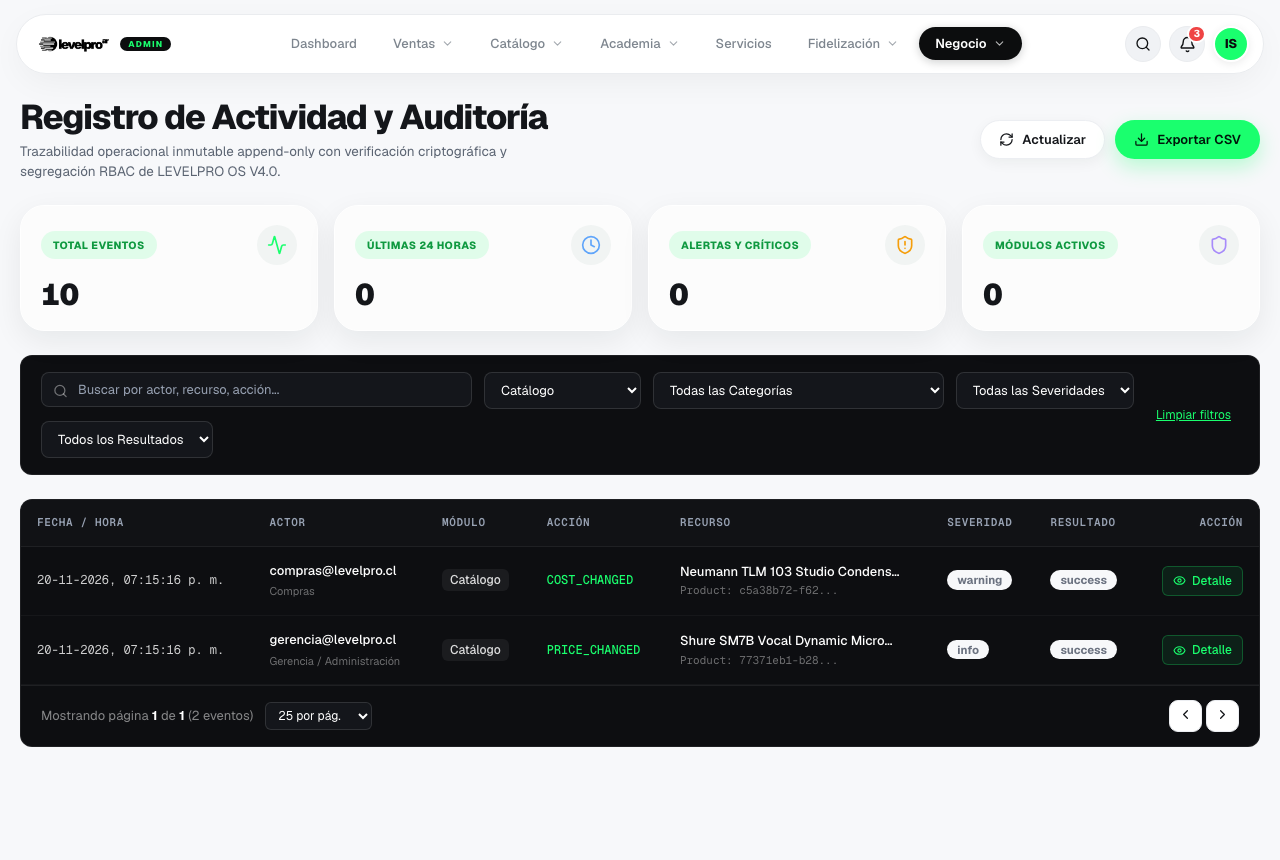 levelpro
ADMIN
Dashboard
Ventas
Catálogo
Academia
Servicios
Fidelización
Negocio
3
IS
Registro de Actividad y Auditoría
Trazabilidad operacional inmutable append-only con verificación criptográfica y
segregación RBAC de LEVELPRO OS V4.0.
Actualizar
Exportar CSV
TOTAL EVENTOS
10
ÚLTIMAS 24 HORAS
0
ALERTAS Y CRÍTICOS
0
MÓDULOS ACTIVOS
0
Buscar por actor, recurso, acción...
Catálogo
Todas las Categorías
Todas las Severidades
Todos los Resultados
Limpiar filtros
FECHA / HORA ACTOR MÓDULO ACCIÓN RECURSO SEVERIDAD RESULTADO ACCIÓN
20-11-2026, 07:15:16 p. m.
compras@levelpro.cl
Compras
Catálogo
COST_CHANGED
Neumann TLM 103 Studio Condens...
Product: c5a38b72-f62...
warning
success
Detalle
20-11-2026, 07:15:16 p. m.
gerencia@levelpro.cl
Gerencia / Administración
Catálogo
PRICE_CHANGED
Shure SM7B Vocal Dynamic Micro...
Product: 77371eb1-b28...
info
success
Detalle
Mostrando página 1 de 1 (2 eventos)
25 por pág.